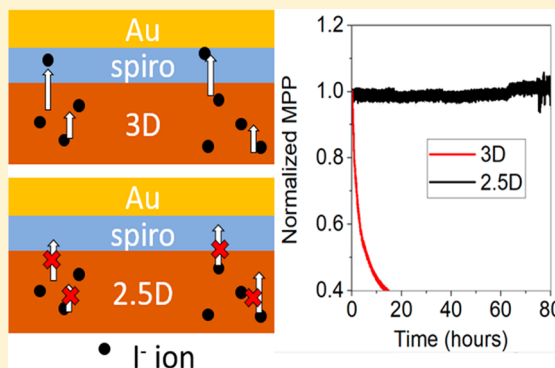 Au
spiro
3D
Au
spiro
2.5D
I- ion
Normalized MPP
1.2
1.0
0.8
0.6
0.4
3D
2.5D
0 20 40 60 80
Time (hours)